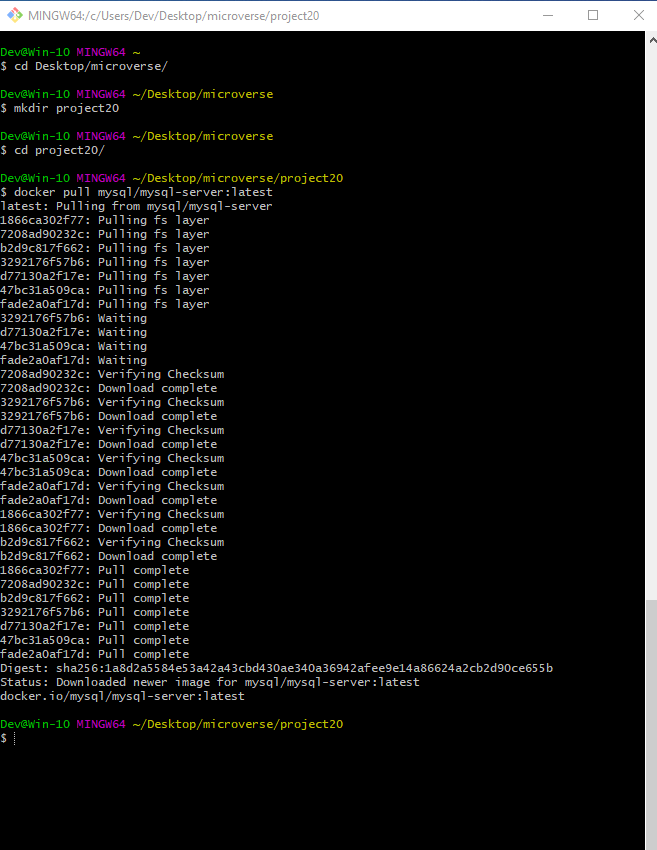 MINGW64:/c/Users/Dev/Desktop/microverse/project20
Dev@Win-10 MINGW64 ~
$ cd Desktop/microverse/
Dev@Win-10 MINGW64 ~/Desktop/microverse
$ mkdir project20
Dev@Win-10 MINGW64 ~/Desktop/microverse
$ cd project20/
Dev@Win-10 MINGW64 ~/Desktop/microverse/project20
$ docker pull mysql/mysql-server:latest
latest: Pulling from mysql/mysql-server
1866ca302f77: Pulling fs layer
7208ad90232c: Pulling fs layer
b2d9c817f662: Pulling fs layer
3292176f57b6: Pulling fs layer
d77130a2f17e: Pulling fs layer
47bc31a509ca: Pulling fs layer
fade2a0af17d: Pulling fs layer
3292176f57b6: Waiting
d77130a2f17e: Waiting
47bc31a509ca: Waiting
fade2a0af17d: Waiting
7208ad90232c: Verifying Checksum
7208ad90232c: Download complete
3292176f57b6: Verifying Checksum
3292176f57b6: Download complete
d77130a2f17e: Verifying Checksum
d77130a2f17e: Download complete
47bc31a509ca: Verifying Checksum
47bc31a509ca: Download complete
fade2a0af17d: Verifying Checksum
fade2a0af17d: Download complete
1866ca302f77: Verifying Checksum
1866ca302f77: Download complete
b2d9c817f662: Verifying Checksum
b2d9c817f662: Download complete
1866ca302f77: Pull complete
7208ad90232c: Pull complete
b2d9c817f662: Pull complete
3292176f57b6: Pull complete
d77130a2f17e: Pull complete
47bc31a509ca: Pull complete
fade2a0af17d: Pull complete
Digest: sha256:1a8d2a5584e53a42a43cbd430ae340a36942afee9e14a86624a2cb2d90ce655b
Status: Downloaded newer image for mysql/mysql-server:latest
docker.io/mysql/mysql-server:latest
Dev@Win-10 MINGW64 ~/Desktop/microverse/project20
$